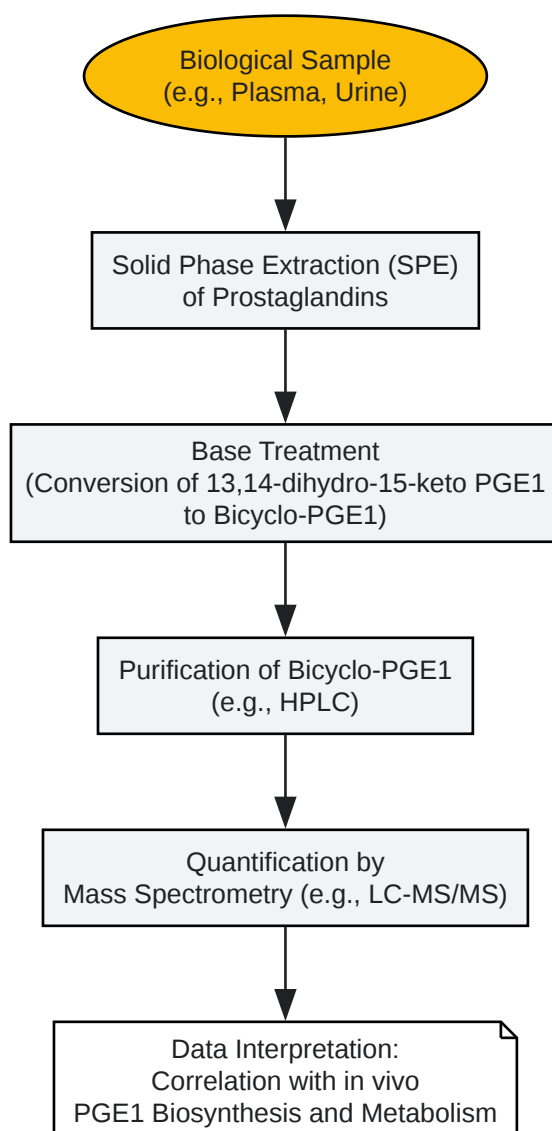 Biological Sample
(e.g., Plasma, Urine)
Solid Phase Extraction (SPE)
of Prostaglandins
Base Treatment
(Conversion of 13,14-dihydro-15-keto PGE1
to Bicyclo-PGE1)
Purification of Bicyclo-PGE1
(e.g., HPLC)
Quantification by
Mass Spectrometry (e.g., LC-MS/MS)
Data Interpretation:
Correlation with in vivo
PGE1 Biosynthesis and Metabolism